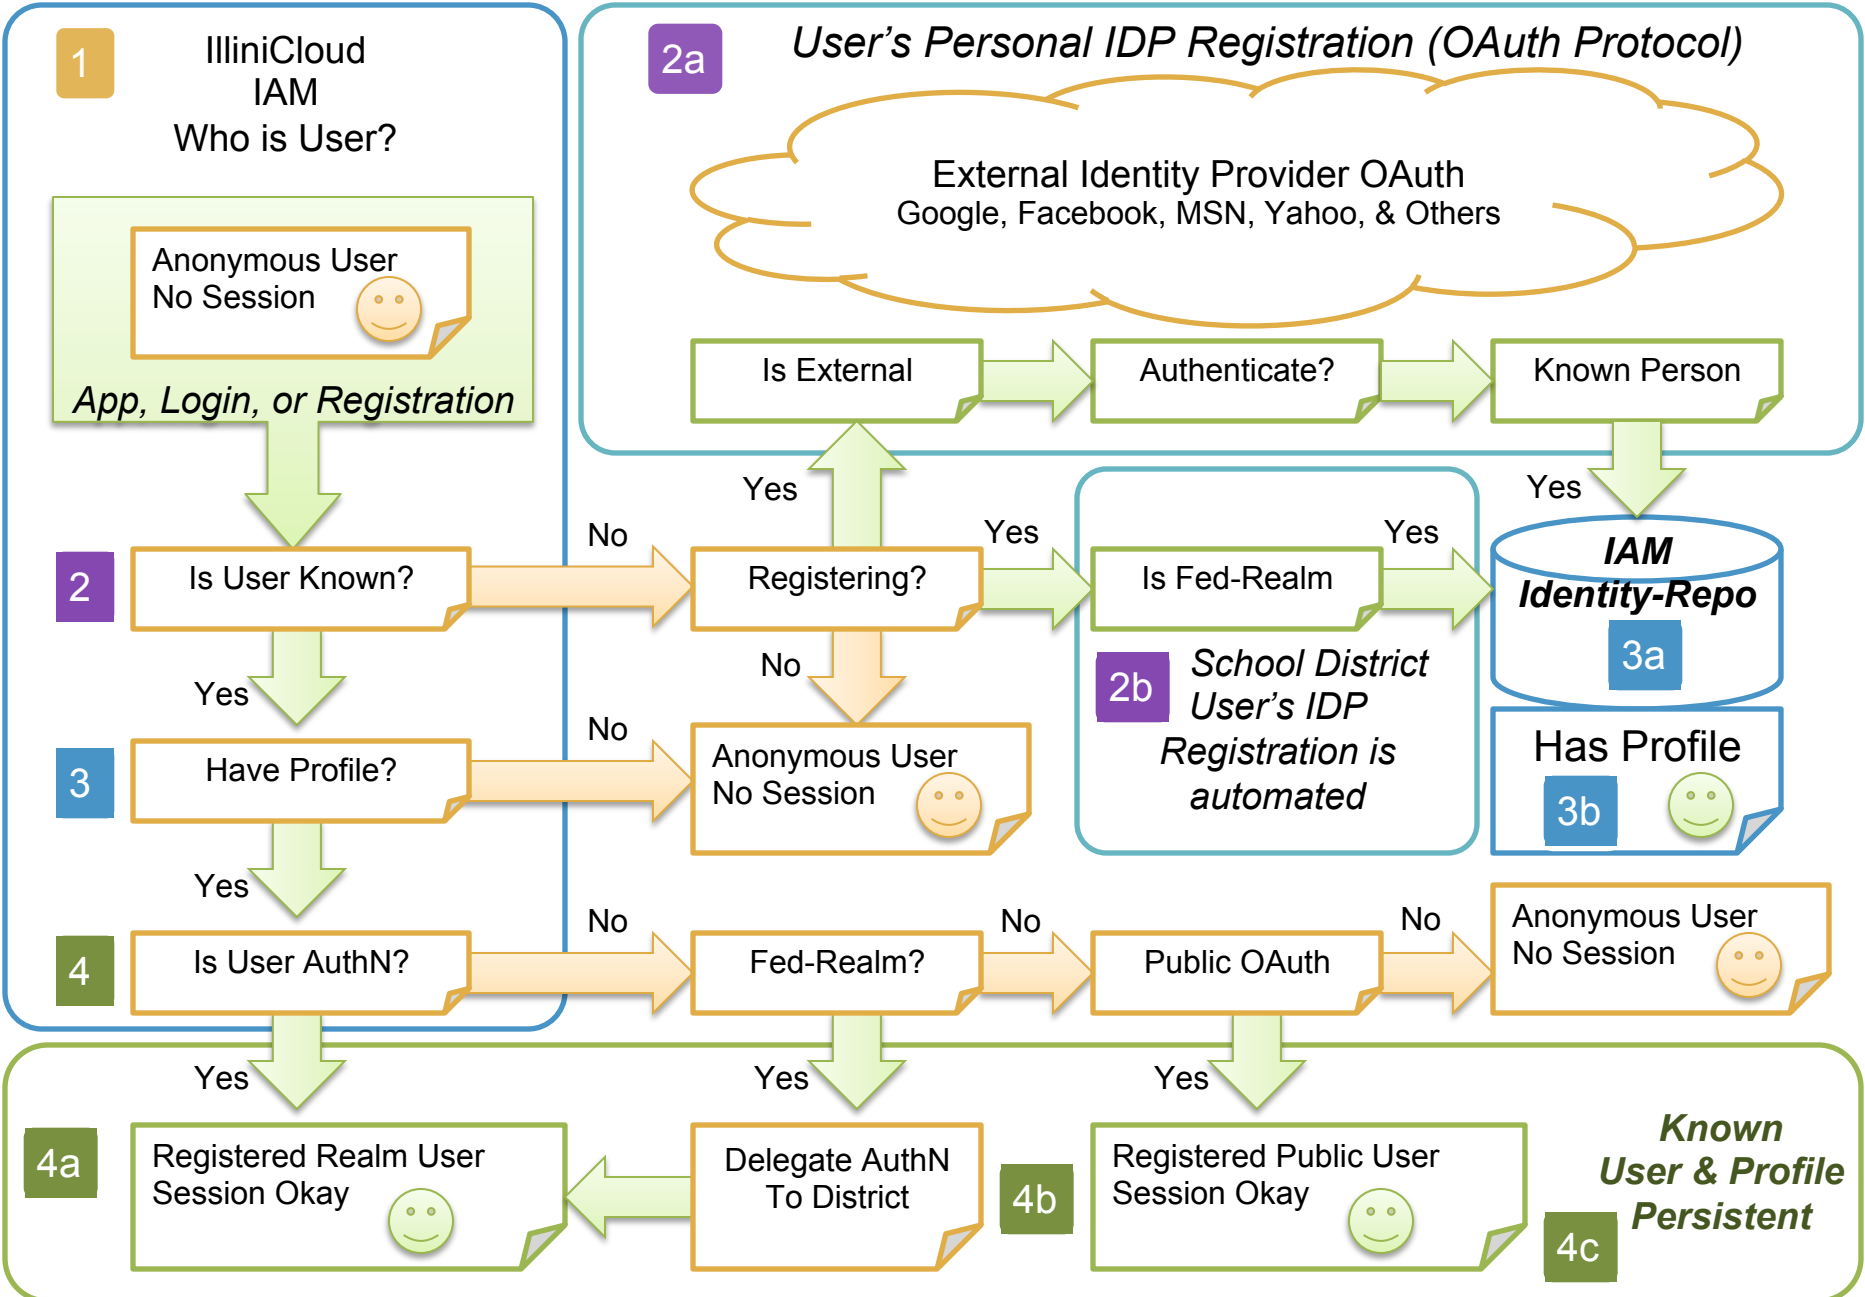 1
IlliniCloud
IAM
Who is User?
Anonymous User
No Session
App, Login, or Registration
2a
User's Personal IDP Registration (OAuth Protocol)
External Identity Provider OAuth
Google, Facebook, MSN, Yahoo, & Others
Is External
Authenticate?
Known Person
Yes
Yes
2
Is User Known?
No
Registering?
Yes
Is Fed-Realm
Yes
IAM
Identity-Repo
3a
Yes
No
2b
School District
User's IDP
Registration is
automated
3
Have Profile?
No
Anonymous User
No Session
Has Profile
3b
Yes
4
Is User AuthN?
No
Fed-Realm?
No
Public OAuth
No
Anonymous User
No Session
Yes
Yes
Yes
4a
Registered Realm User
Session Okay
Delegate AuthN
To District
4b
Registered Public User
Session Okay
4c
Known
User & Profile
Persistent